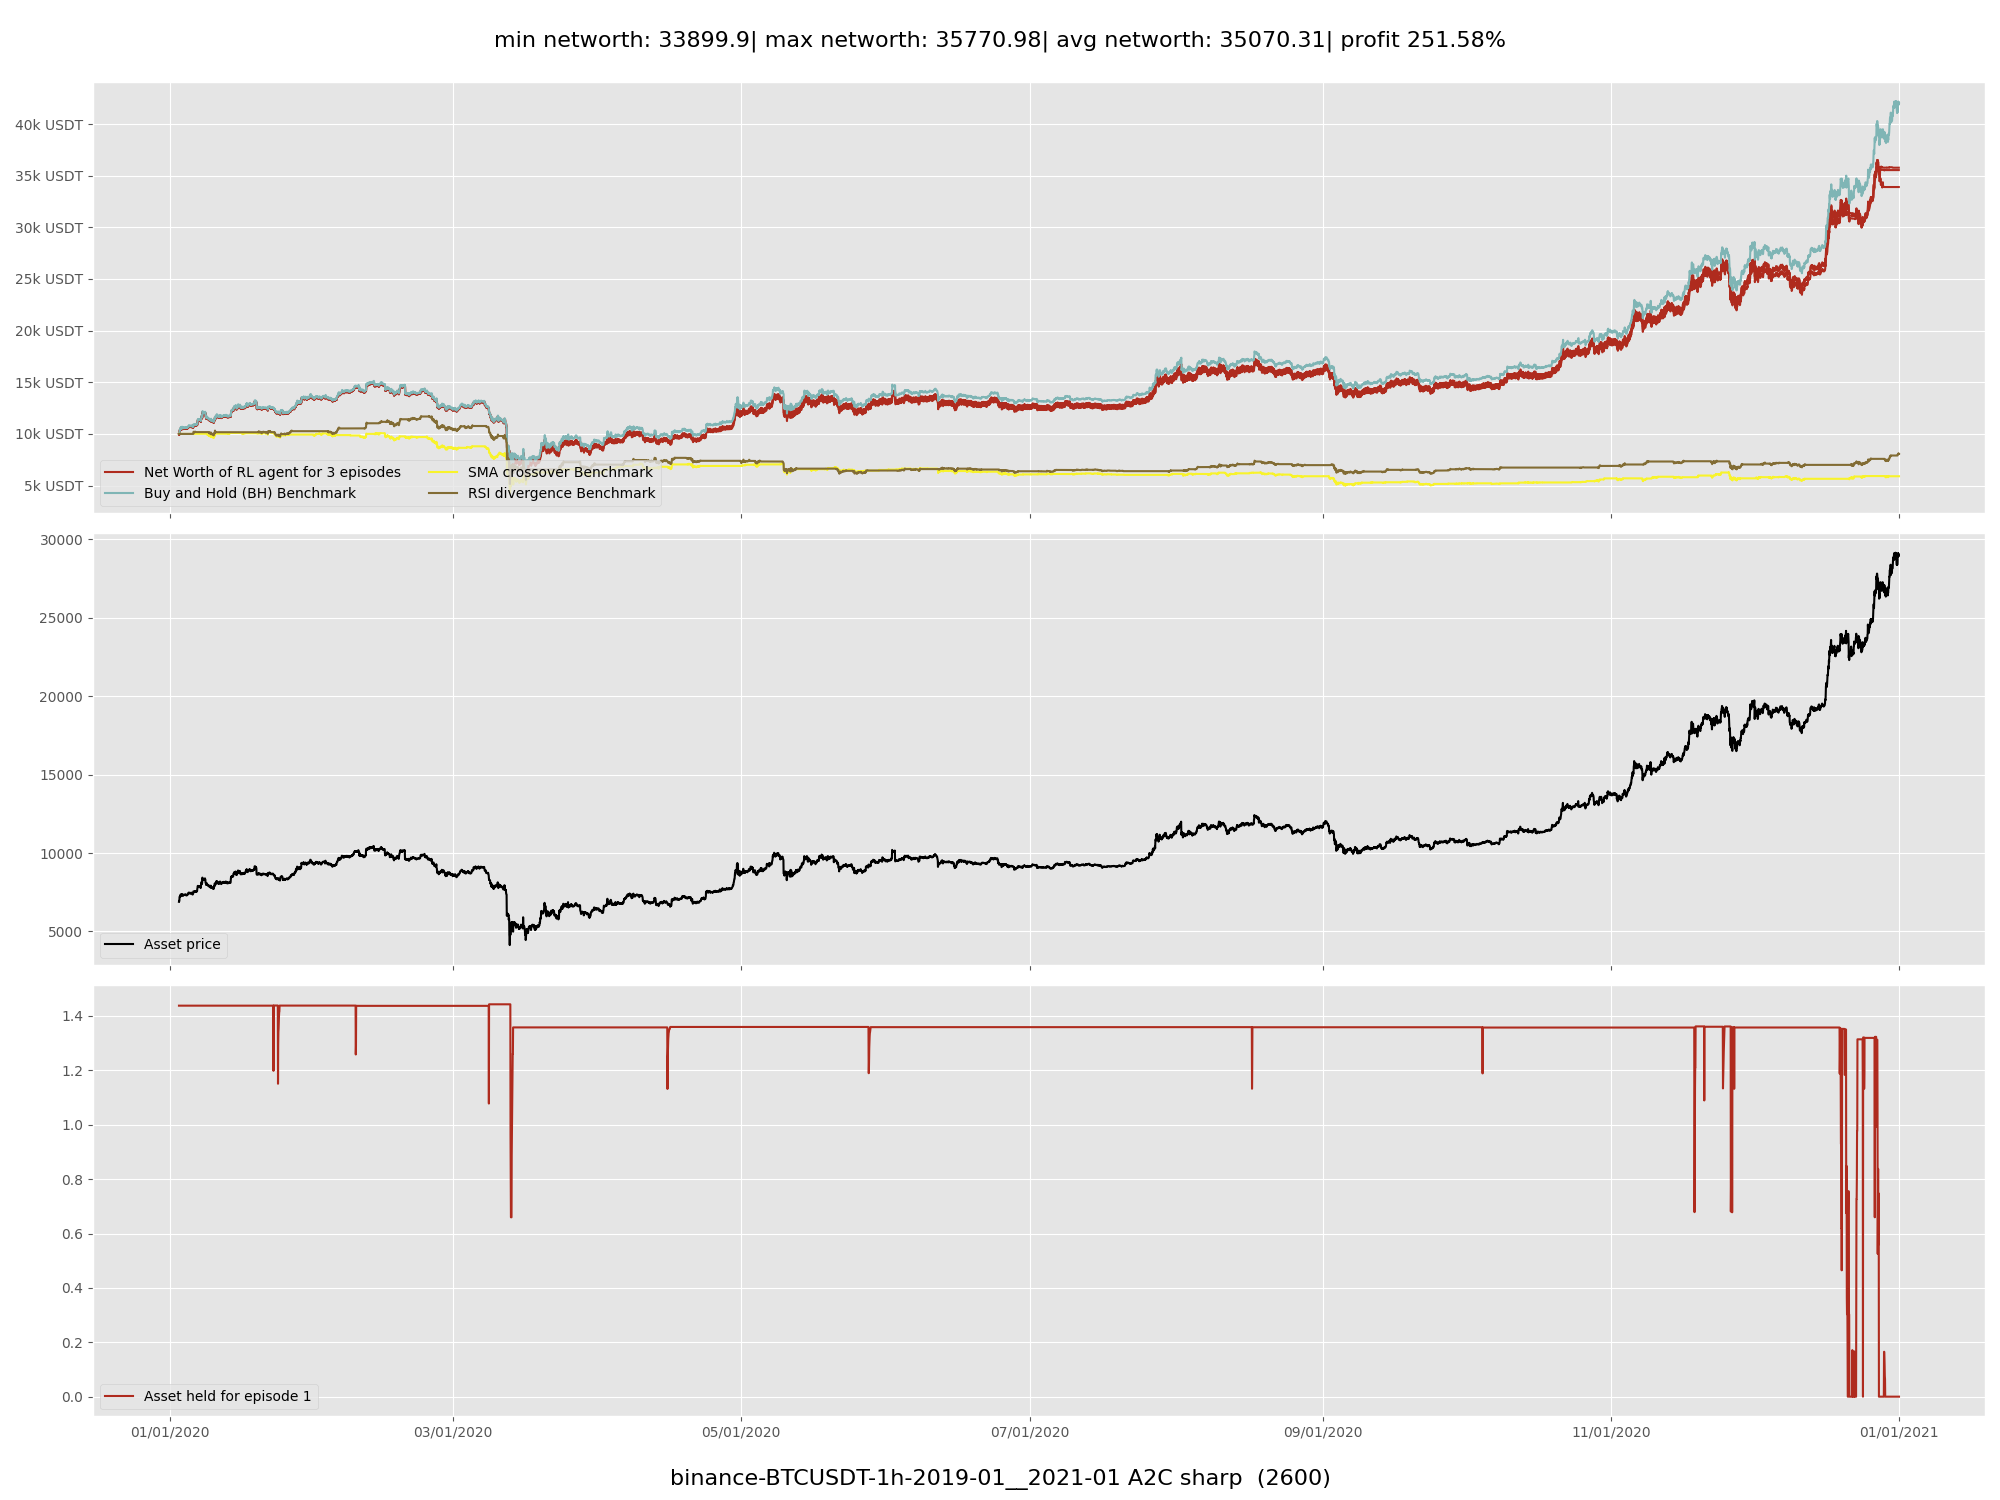 min networth: 33899.9| max networth: 35770.98| avg networth: 35070.31| profit 251.58%
40k USDT
35k USDT
30k USDT
25k USDT
20k USDT
15k USDT
10k USDT
5k USDT
Net Worth of RL agent for 3 episodes
Buy and Hold (BH) Benchmark
SMA crossover Benchmark
RSI divergence Benchmark
30000
25000
20000
15000
10000
5000
Asset price
1.4
1.2
1.0
0.8
0.6
0.4
0.2
0.0
Asset held for episode 1
01/01/2020 03/01/2020 05/01/2020 07/01/2020 09/01/2020 11/01/2020 01/01/2021
binance-BTCUSDT-1h-2019-01__2021-01 A2C sharp (2600)